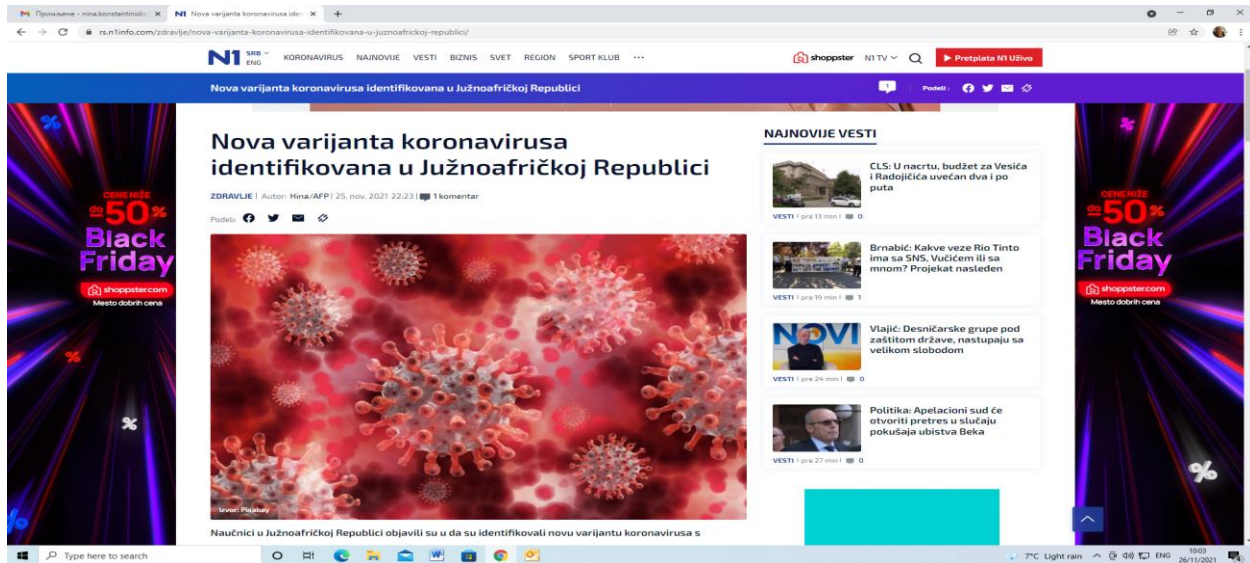 Примљене - nina.konstantinidis
Nova varijanta koronavirusa iden
rs.n1info.com/zdravlje/nova-varijanta-koronavirusa-identifikovana-u-juznoafrickoj-republici/
N1 SRB ENG KORONAVIRUS NAJNOVIJE VESTI BIZNIS SVET REGION SPORT KLUB ... shoppster N1 TV Pretplata N1 Uživo
Nova varijanta koronavirusa identifikovana u Južnoafričkoj Republici 1 Podeli:
Nova varijanta koronavirusa
identifikovana u Južnoafričkoj Republici
ZDRAVLJE | Autor: Hina/AFP | 25. nov. 2021 22:23 | 1 komentar
Podeli:
Izvor: Pixabay
Naučnici u Južnoafričkoj Republici objavili su u da su identifikovali novu varijantu koronavirusa s
NAJNOVIJE VESTI
CLS: U nacrtu, budžet za Vesića
i Radojičića uvećan dva i po
puta
VESTI | pre 13 min | 0
Brnabić: Kakve veze Rio Tinto
ima sa SNS, Vučićem ili sa
mnom? Projekat nasleđen
VESTI | pre 19 min | 1
NOVI
Vlajić: Desničarske grupe pod
zaštitom države, nastupaju sa
velikom slobodom
VESTI | pre 24 min | 0
Politika: Apelacioni sud će
otvoriti pretres u slučaju
pokušaja ubistva Beka
VESTI | pre 27 min | 0
CENE NIŽE
do 50%
Black
Friday
shoppster.com
Mesto dobrih cena
CENE NIŽE
do 50%
Black
Friday
shoppster.com
Mesto dobrih cena
Type here to search
7°C Light rain ENG 10:03
26/11/2021